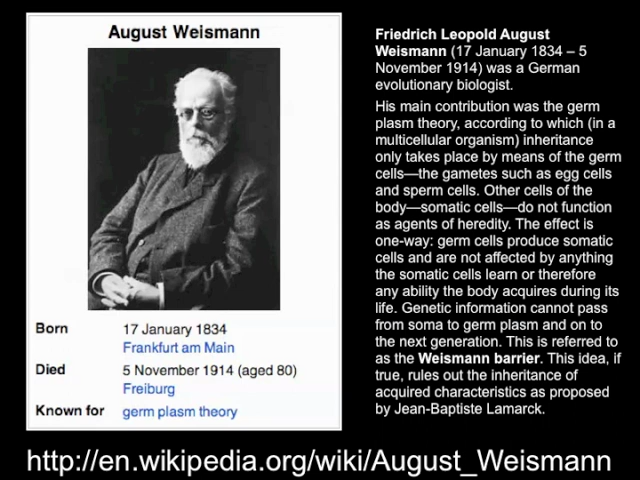 August Weismann
Born 17 January 1834
Frankfurt am Main
Died 5 November 1914 (aged 80)
Freiburg
Known for germ plasm theory
Friedrich Leopold August
Weismann (17 January 1834 – 5
November 1914) was a German
evolutionary biologist.
His main contribution was the germ
plasm theory, according to which (in a
multicellular organism) inheritance
only takes place by means of the germ
cells—the gametes such as egg cells
and sperm cells. Other cells of the
body—somatic cells—do not function
as agents of heredity. The effect is
one-way: germ cells produce somatic
cells and are not affected by anything
the somatic cells learn or therefore
any ability the body acquires during its
life. Genetic information cannot pass
from soma to germ plasm and on to
the next generation. This is referred to
as the Weismann barrier. This idea, if
true, rules out the inheritance of
acquired characteristics as proposed
by Jean-Baptiste Lamarck.
http://en.wikipedia.org/wiki/August_Weismann